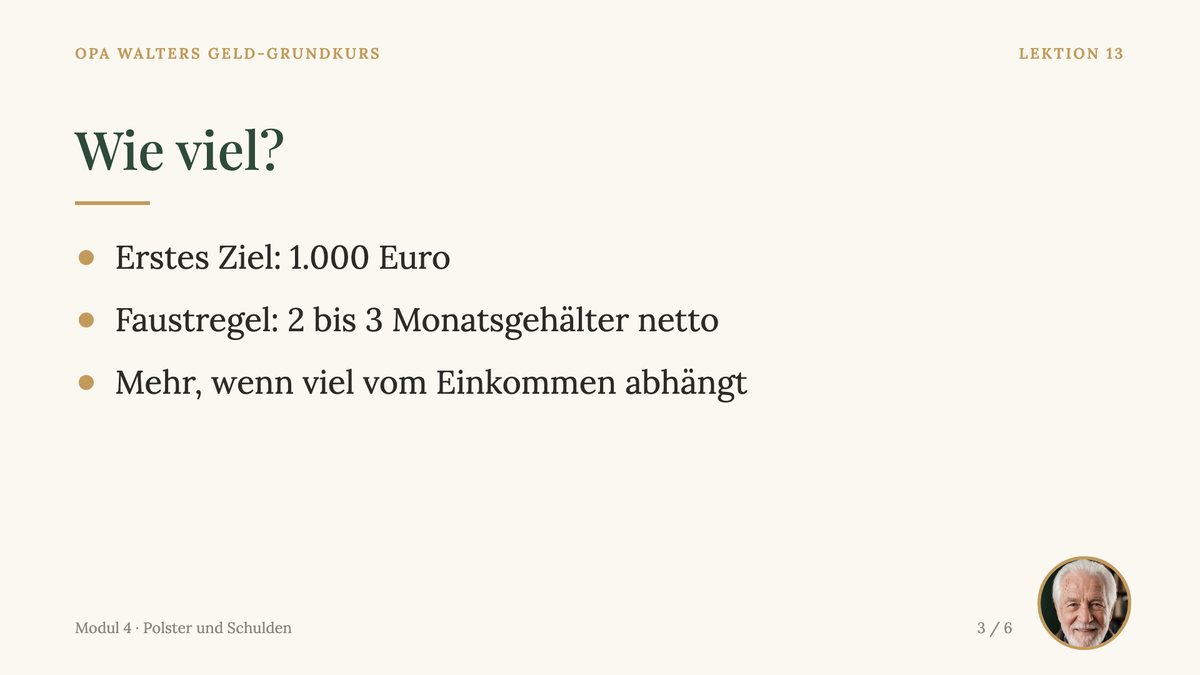 OPA WALTERS GELD-GRUNDKURS
LEKTION 13
Wie viel?
Erstes Ziel: 1.000 Euro
Faustregel: 2 bis 3 Monatsgehälter netto
Mehr, wenn viel vom Einkommen abhängt
Modul 4 · Polster und Schulden
3 / 6